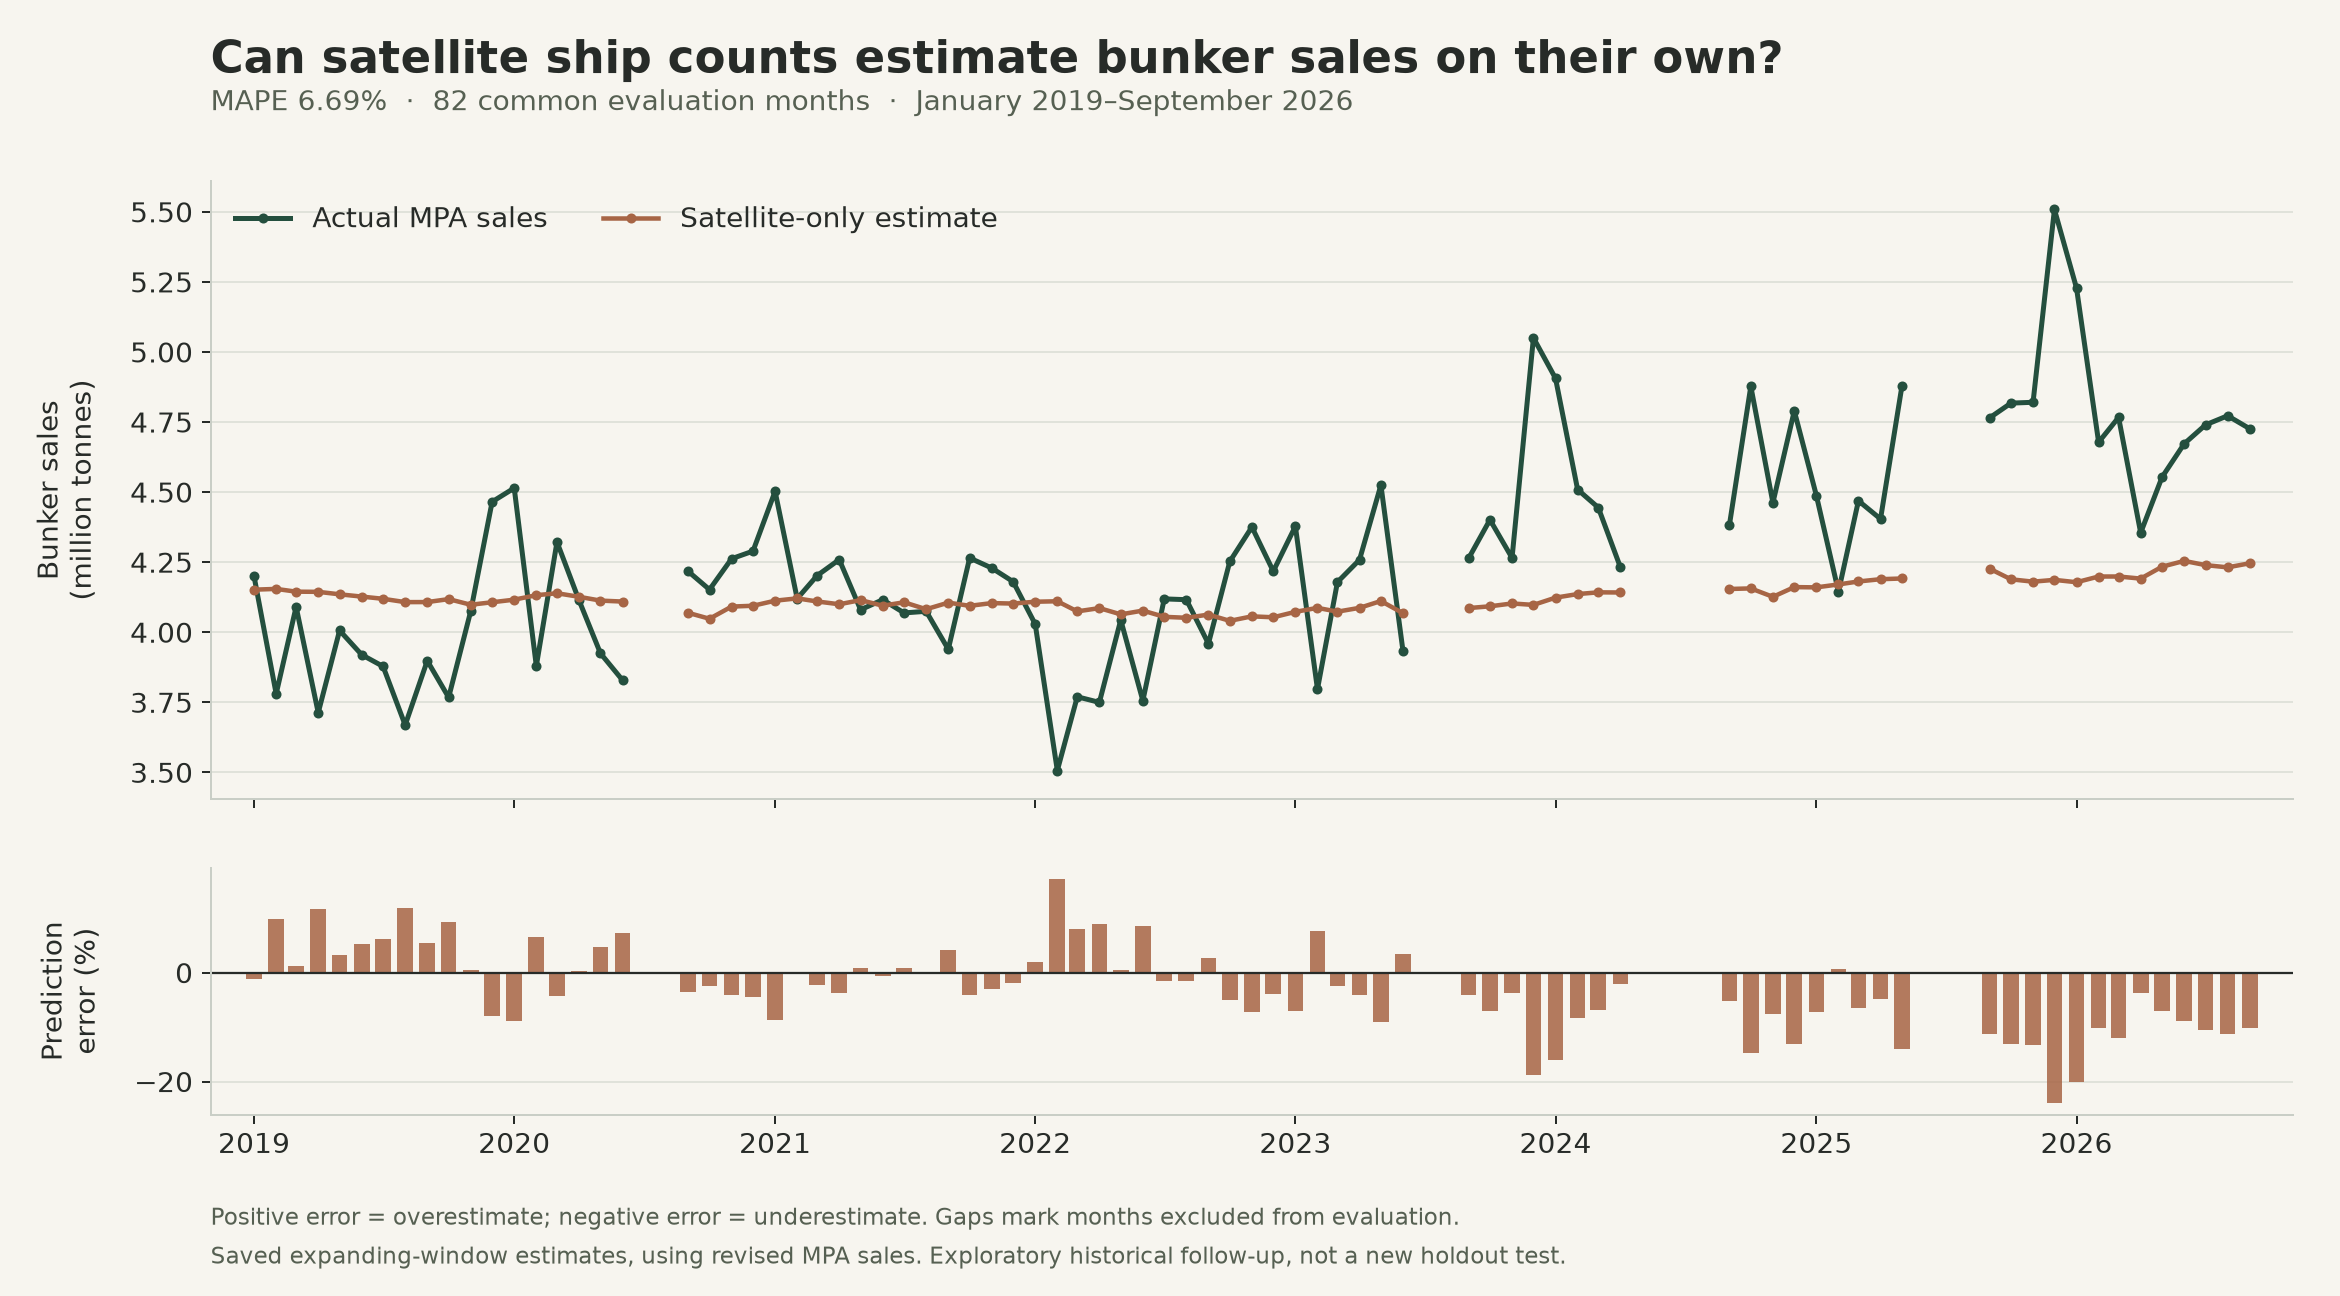 Can satellite ship counts estimate bunker sales on their own?
MAPE 6.69% · 82 common evaluation months · January 2019–September 2026
Actual MPA sales
Satellite-only estimate
Bunker sales
(million tonnes)
5.50
5.25
5.00
4.75
4.50
4.25
4.00
3.75
3.50
Prediction
error (%)
0
−20
2019
2020
2021
2022
2023
2024
2025
2026
Positive error = overestimate; negative error = underestimate. Gaps mark months excluded from evaluation.
Saved expanding-window estimates, using revised MPA sales. Exploratory historical follow-up, not a new holdout test.